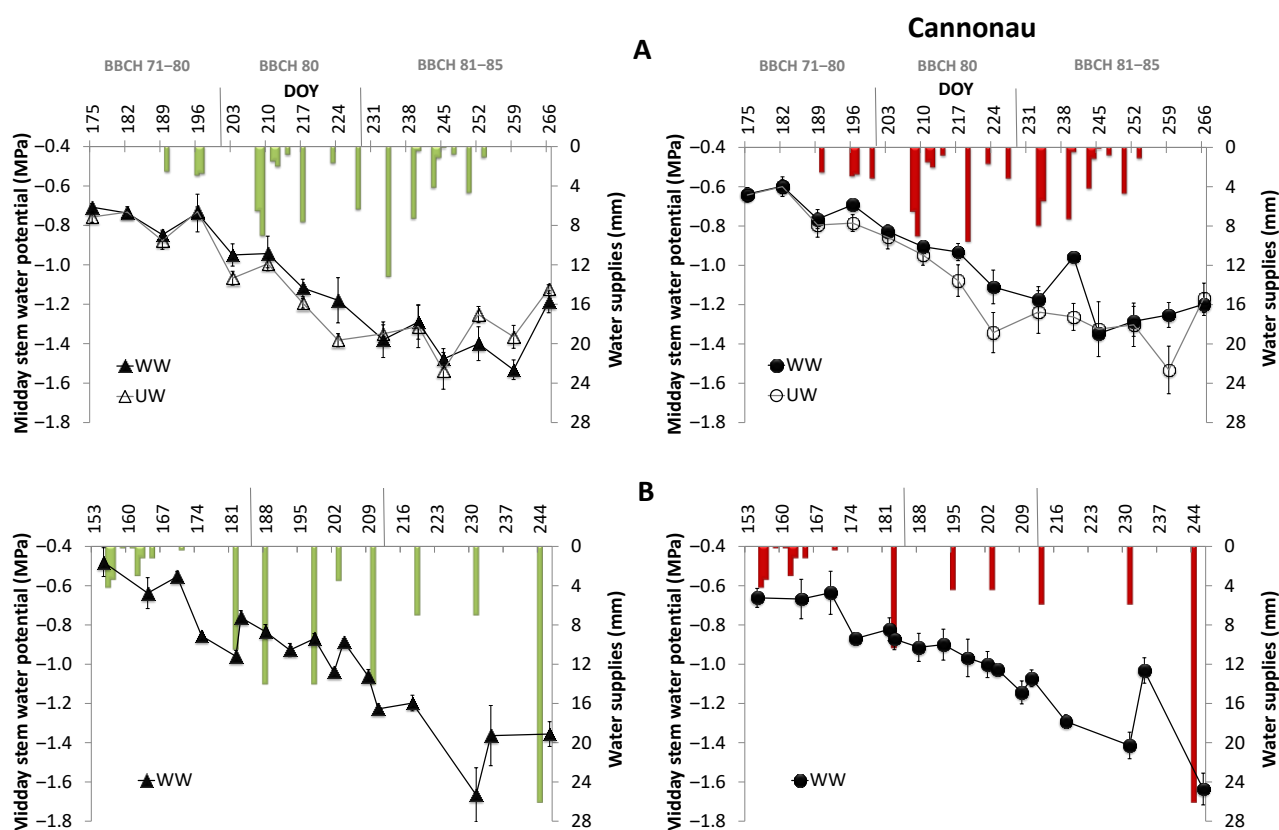 Cannonau
A
BBCH 71–80 BBCH 80 BBCH 81–85
DOY
175 182 189 196 203 210 217 224 231 238 245 252 259 266
Midday stem water potential (MPa)
−0.4
−0.6
−0.8
−1.0
−1.2
−1.4
−1.6
−1.8
0
4
8
12
16
20
24
28
Water supplies (mm)
WW
UW
BBCH 71–80 BBCH 80 BBCH 81–85
DOY
175 182 189 196 203 210 217 224 231 238 245 252 259 266
Midday stem water potential (MPa)
−0.4
−0.6
−0.8
−1.0
−1.2
−1.4
−1.6
−1.8
0
4
8
12
16
20
24
28
Water supplies (mm)
WW
UW
B
153 160 167 174 181 188 195 202 209 216 223 230 237 244
Midday stem water potential (MPa)
−0.4
−0.6
−0.8
−1.0
−1.2
−1.4
−1.6
−1.8
0
4
8
12
16
20
24
28
Water supplies (mm)
WW
153 160 167 174 181 188 195 202 209 216 223 230 237 244
Midday stem water potential (MPa)
−0.4
−0.6
−0.8
−1.0
−1.2
−1.4
−1.6
−1.8
0
4
8
12
16
20
24
28
Water supplies (mm)
WW